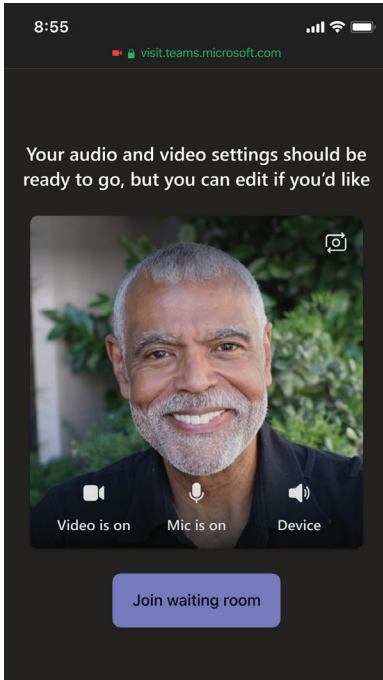 8:55
visit.teams.microsoft.com
Your audio and video settings should be
ready to go, but you can edit if you'd like
Video is on Mic is on Device
Join waiting room